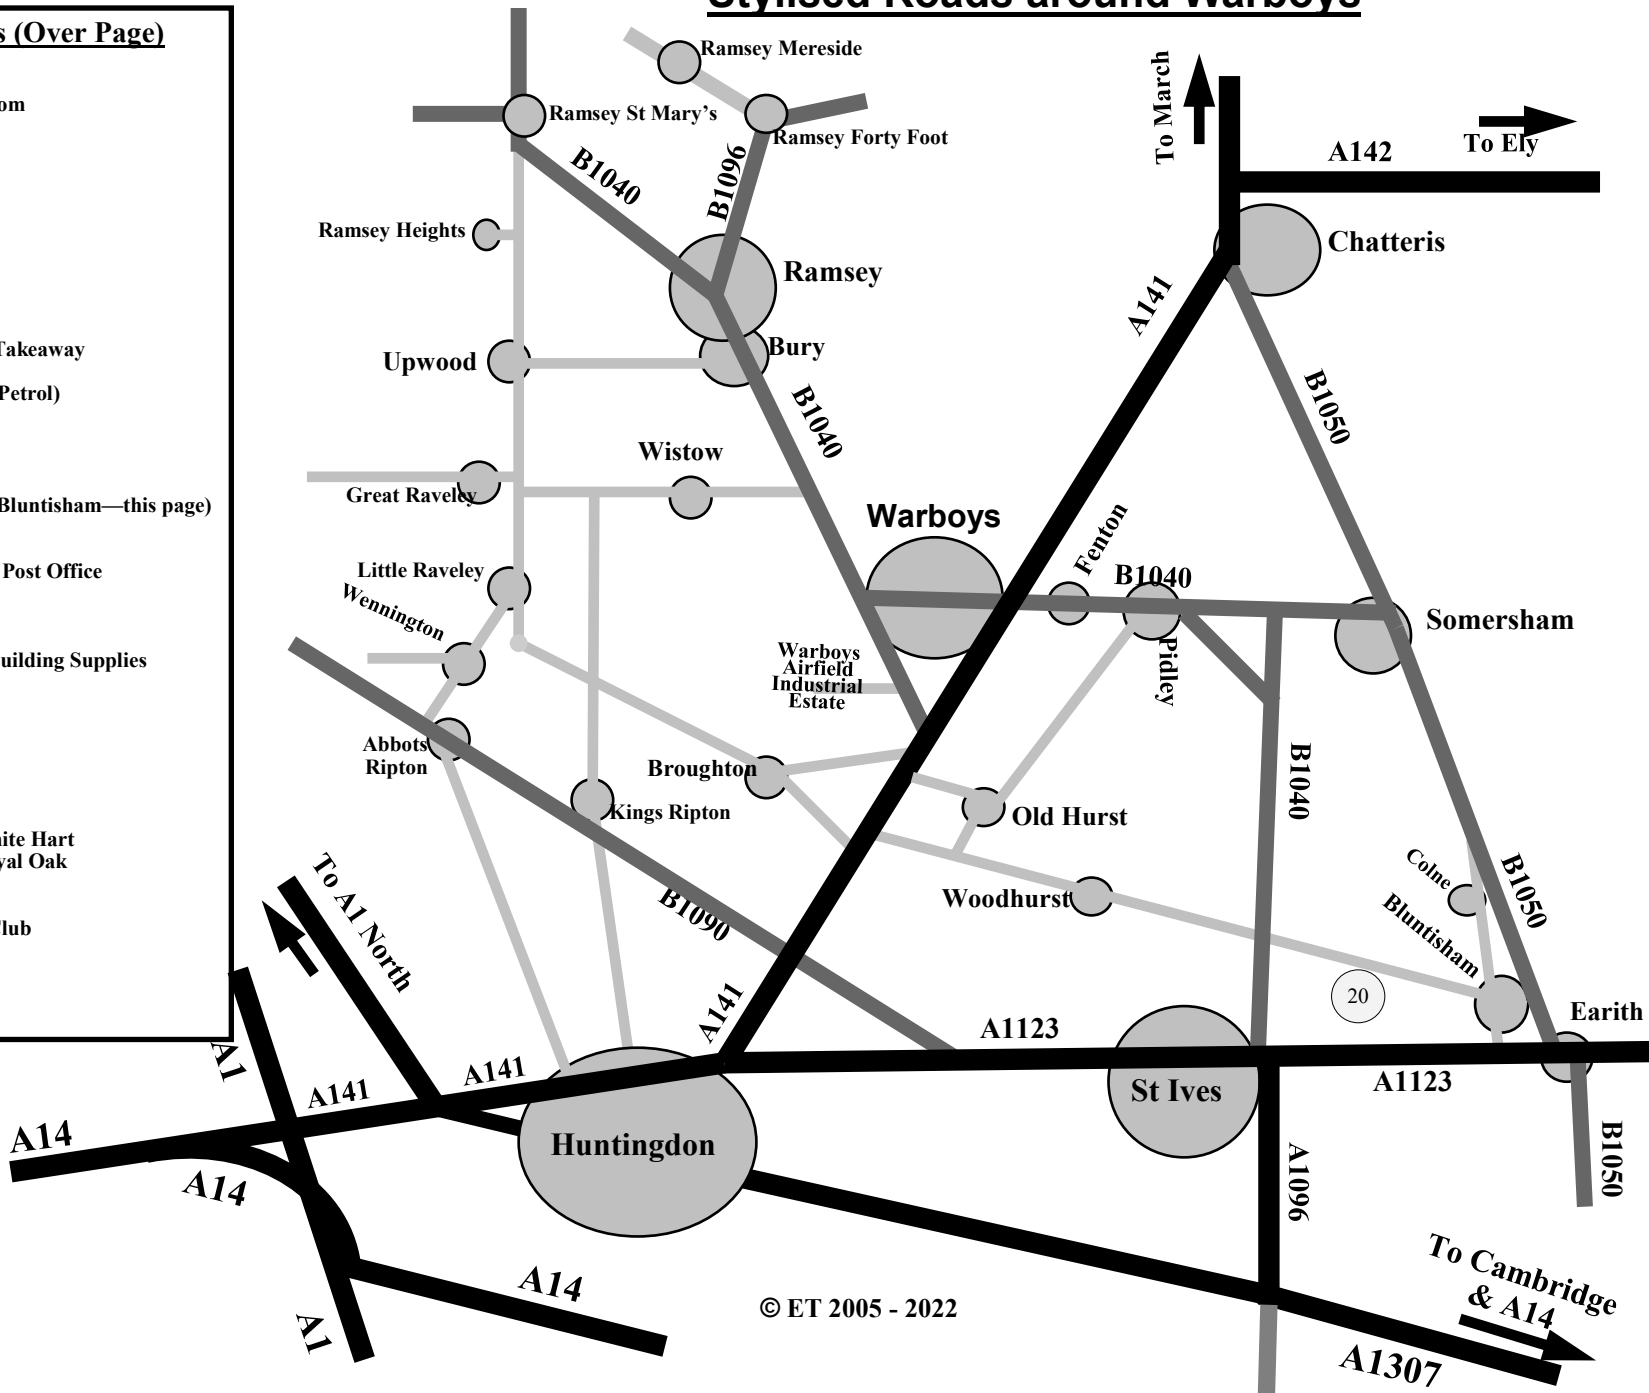 Stylised Roads around Warboys
s (Over Page)
om
Takeaway
Petrol)
Bluntisham—this page)
Post Office
uilding Supplies
ite Hart
yal Oak
lub
Ramsey Mereside
Ramsey St Mary's
Ramsey Forty Foot
B1040
B1096
To March
A142
To Ely
Ramsey Heights
Ramsey
Chatteris
A141
Upwood
Bury
B1040
B1050
Wistow
Great Raveley
Warboys
Fenton
B1040
Little Raveley
Wennington
Somersham
Warboys
Airfield
Industrial
Estate
Pidley
Abbots
Ripton
Broughton
Kings Ripton
Old Hurst
B1040
To A1 North
B1090
Woodhurst
Colne
Bluntisham
B1050
20
Earith
A141
A1123
A1
A141
A141
St Ives
A1123
A14
Huntingdon
A14
A1096
B1050
A14
A1
To Cambridge
& A14
© ET 2005 - 2022
A1307